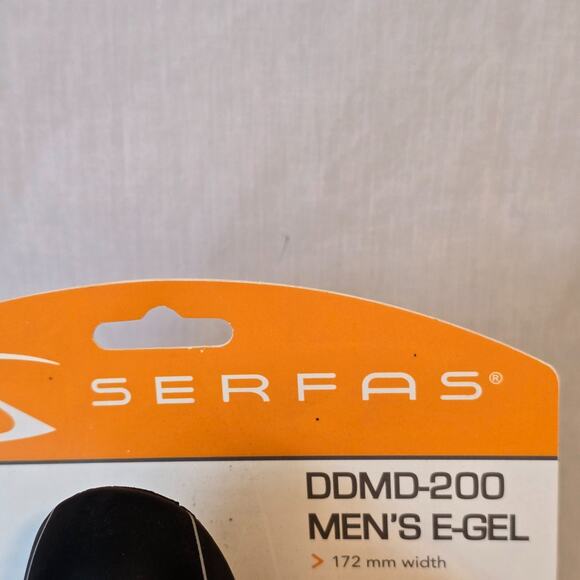 SERFAS®
DDMD-200
MEN'S E-GEL
> 172 mm width